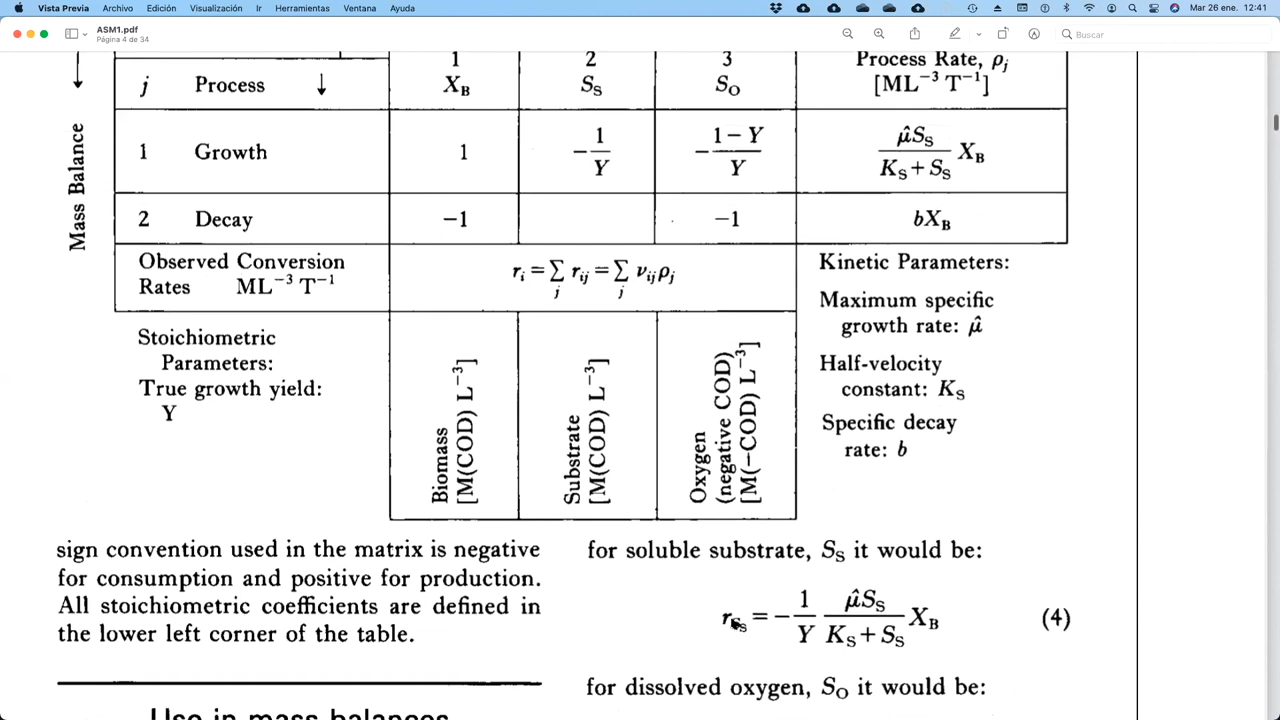 Vista Previa Archivo Edición Visualización Ir Herramientas Ventana Ayuda Mar 26 ene. 12:41
ASM1.pdf
Página 4 de 34
Buscar
1 2 3 Process Rate, ρj
j Process ↓ XB SS SO [ML−3 T−1]
Mass Balance
1 Growth 1 −1/Y −(1−Y)/Y μ̂SS/(KS+SS) XB
2 Decay −1 −1 bXB
Observed Conversion
Rates ML−3 T−1
ri = ∑j rij = ∑j νijρj
Stoichiometric
Parameters:
True growth yield:
Y
Biomass
[M(COD) L−3]
Substrate
[M(COD) L−3]
Oxygen
(negative COD)
[M(−COD) L−3]
Kinetic Parameters:
Maximum specific
growth rate: μ̂
Half-velocity
constant: KS
Specific decay
rate: b
sign convention used in the matrix is negative
for consumption and positive for production.
All stoichiometric coefficients are defined in
the lower left corner of the table.
Use in mass balances
for soluble substrate, SS it would be:
rSS = −1/Y μ̂SS/(KS+SS) XB (4)
for dissolved oxygen, SO it would be: